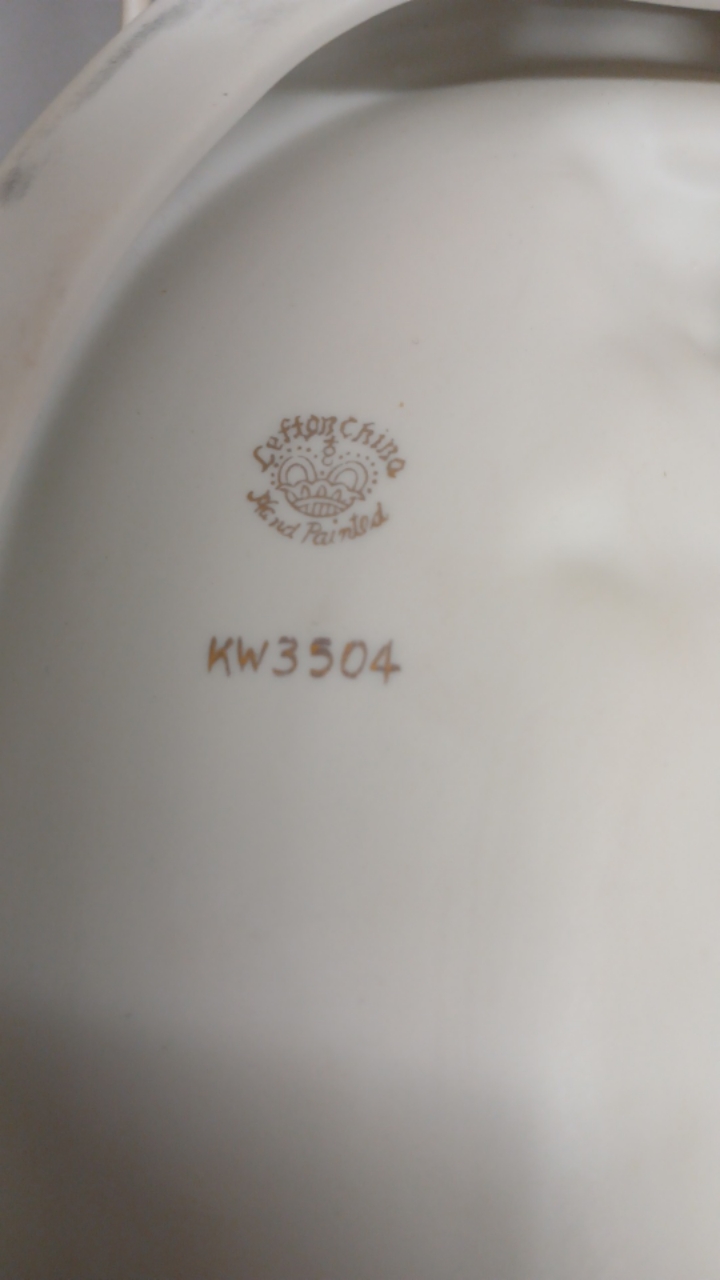 Lefton China
Hand Painted
KW3504